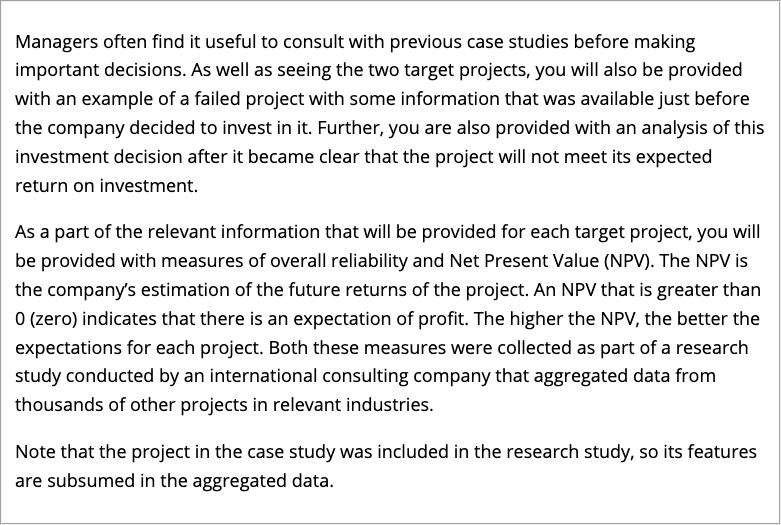 Managers often find it useful to consult with previous case studies before making
important decisions. As well as seeing the two target projects, you will also be provided
with an example of a failed project with some information that was available just before
the company decided to invest in it. Further, you are also provided with an analysis of this
investment decision after it became clear that the project will not meet its expected
return on investment.
As a part of the relevant information that will be provided for each target project, you will
be provided with measures of overall reliability and Net Present Value (NPV). The NPV is
the company’s estimation of the future returns of the project. An NPV that is greater than
0 (zero) indicates that there is an expectation of profit. The higher the NPV, the better the
expectations for each project. Both these measures were collected as part of a research
study conducted by an international consulting company that aggregated data from
thousands of other projects in relevant industries.
Note that the project in the case study was included in the research study, so its features
are subsumed in the aggregated data.